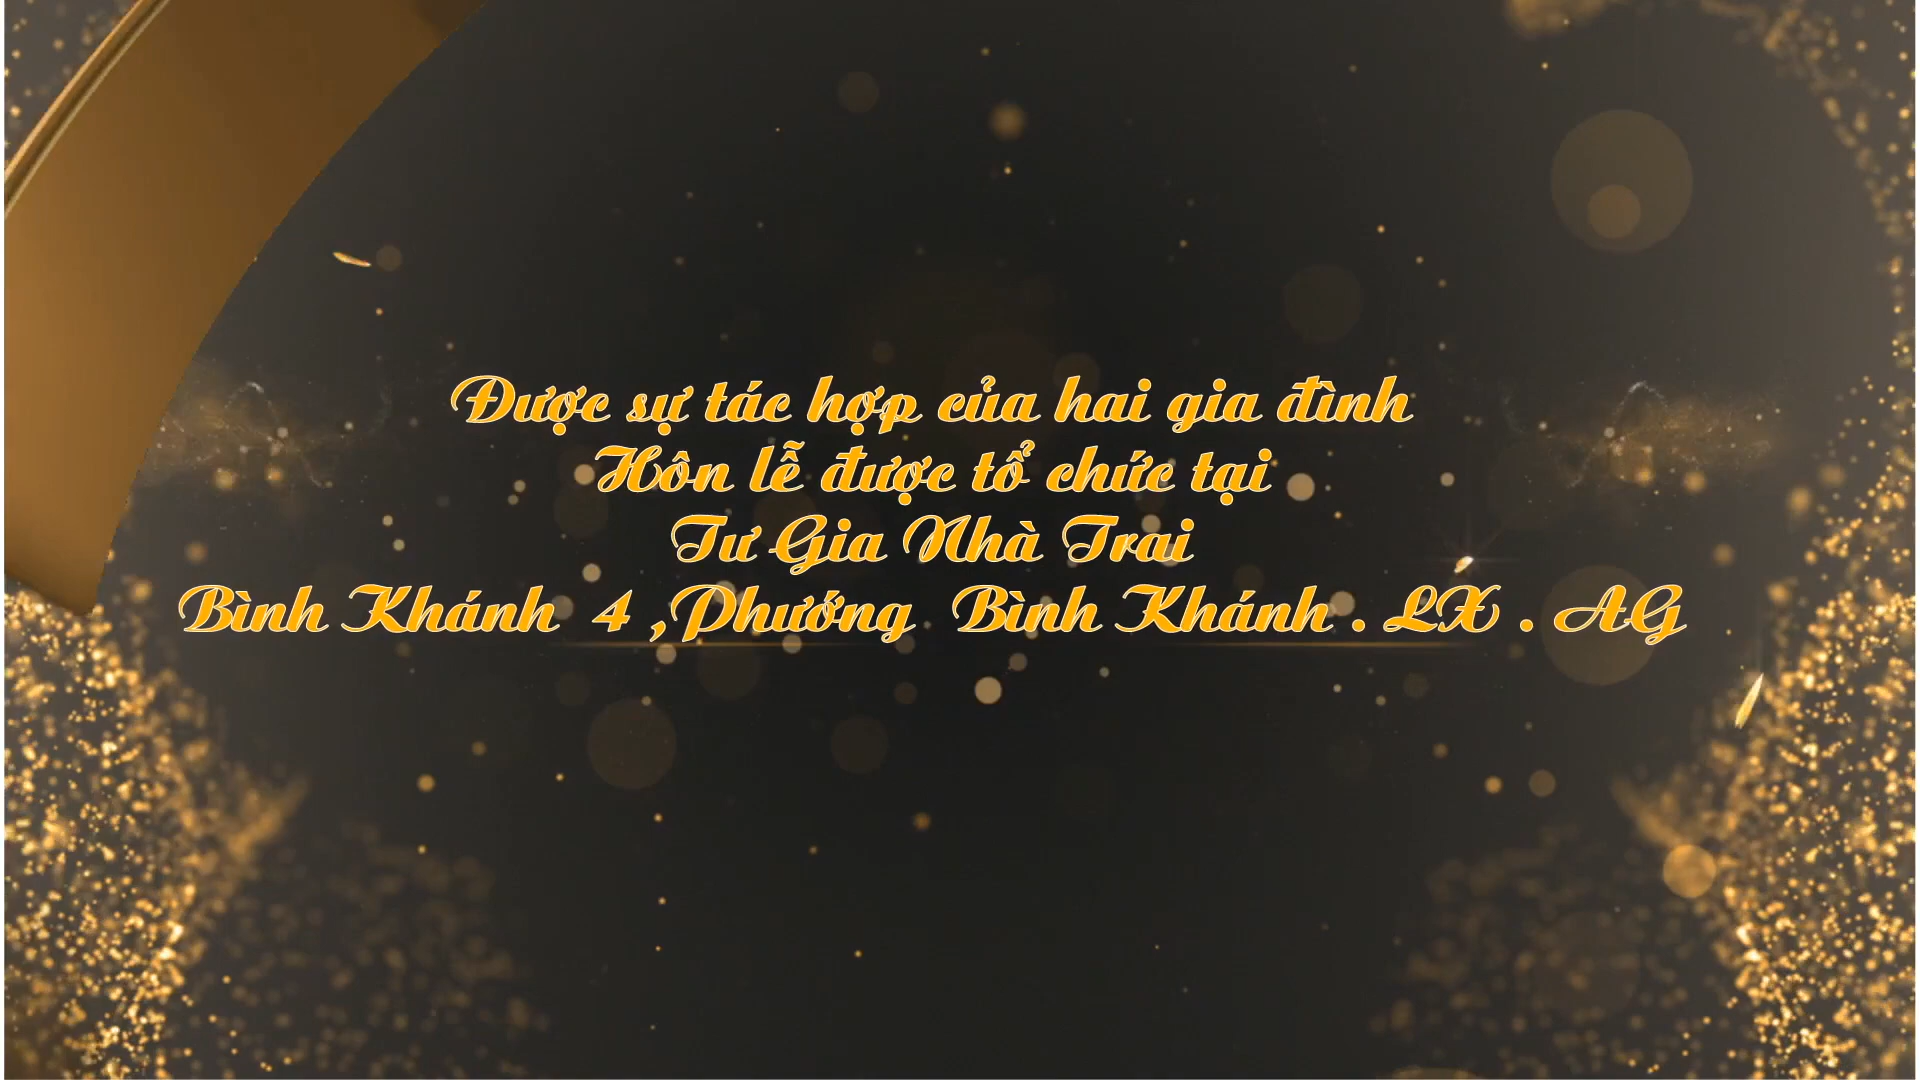 Được sự tác hợp của hai gia đình
Hôn lễ được tổ chức tại
Tư Gia Nhà Trai
Bình Khánh 4 ,Phướng Bình Khánh . LX . AG